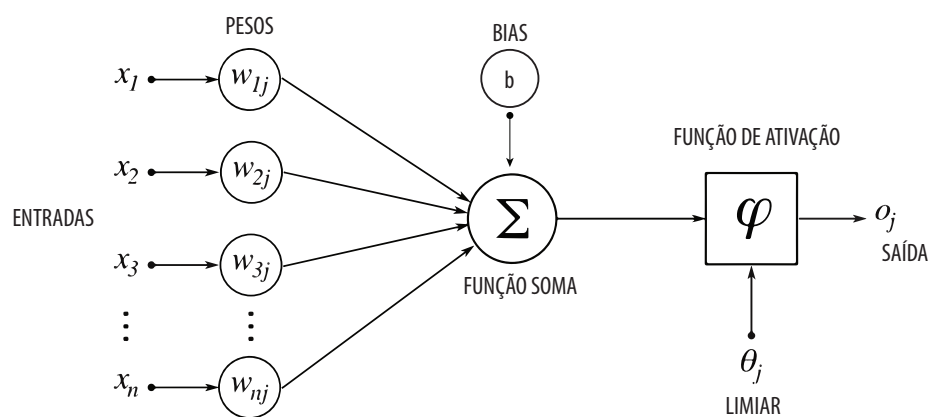 PESOS
BIAS
x₁ w₁ⱼ
b
FUNÇÃO DE ATIVAÇÃO
x₂ w₂ⱼ
ENTRADAS
Σ
φ
oⱼ
SAÍDA
x₃ w₃ⱼ
FUNÇÃO SOMA
xₙ wₙⱼ
θⱼ
LIMIAR